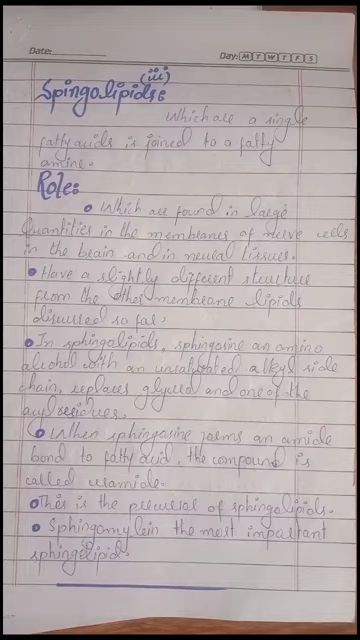 Date:
Day: M T W T F S
(iii)
Spingolipids:
Which are a single
fatty acids is joined to a fatty
amine.
Role:
• Which are found in large
Quantities in the membranes of nerve cells
in the brain and in neural tissues.
• Have a slightly different structure
from the other membrane lipids
discussed so far.
• In sphingolipids, sphingosine an amino
alcohol with an unsaturated alkyl side
chain, replaces glycerol and one of the
acyl residues.
• When sphingosine forms an amide
bond to fatty acid, the compound is
called ceramide.
• This is the precursor of sphingolipids.
• Sphingomylein the most important
sphingolipid.